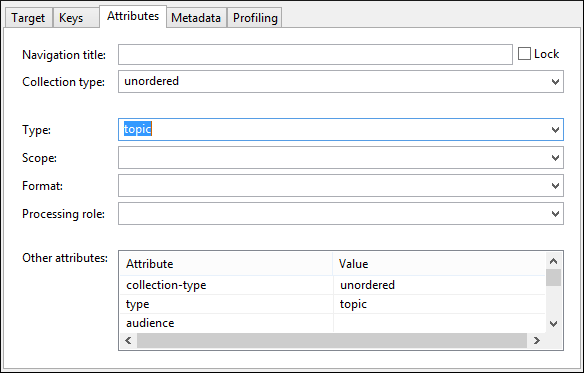 Target Keys Attributes Metadata Profiling
Navigation title: Lock
Collection type: unordered
Type: topic
Scope:
Format:
Processing role:
Other attributes: Attribute Value
collection-type unordered
type topic
audience